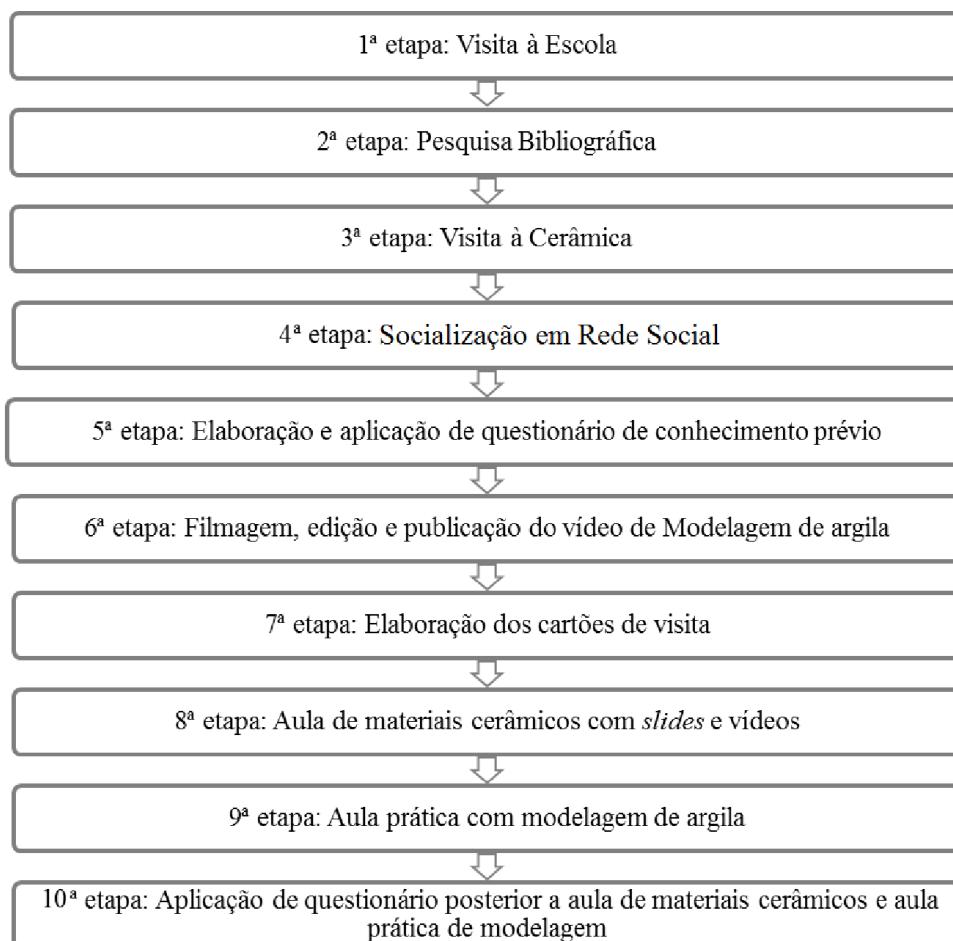 1ª etapa: Visita à Escola
2ª etapa: Pesquisa Bibliográfica
3ª etapa: Visita à Cerâmica
4ª etapa: Socialização em Rede Social
5ª etapa: Elaboração e aplicação de questionário de conhecimento prévio
6ª etapa: Filmagem, edição e publicação do vídeo de Modelagem de argila
7ª etapa: Elaboração dos cartões de visita
8ª etapa: Aula de materiais cerâmicos com slides e vídeos
9ª etapa: Aula prática com modelagem de argila
10ª etapa: Aplicação de questionário posterior a aula de materiais cerâmicos e aula
prática de modelagem